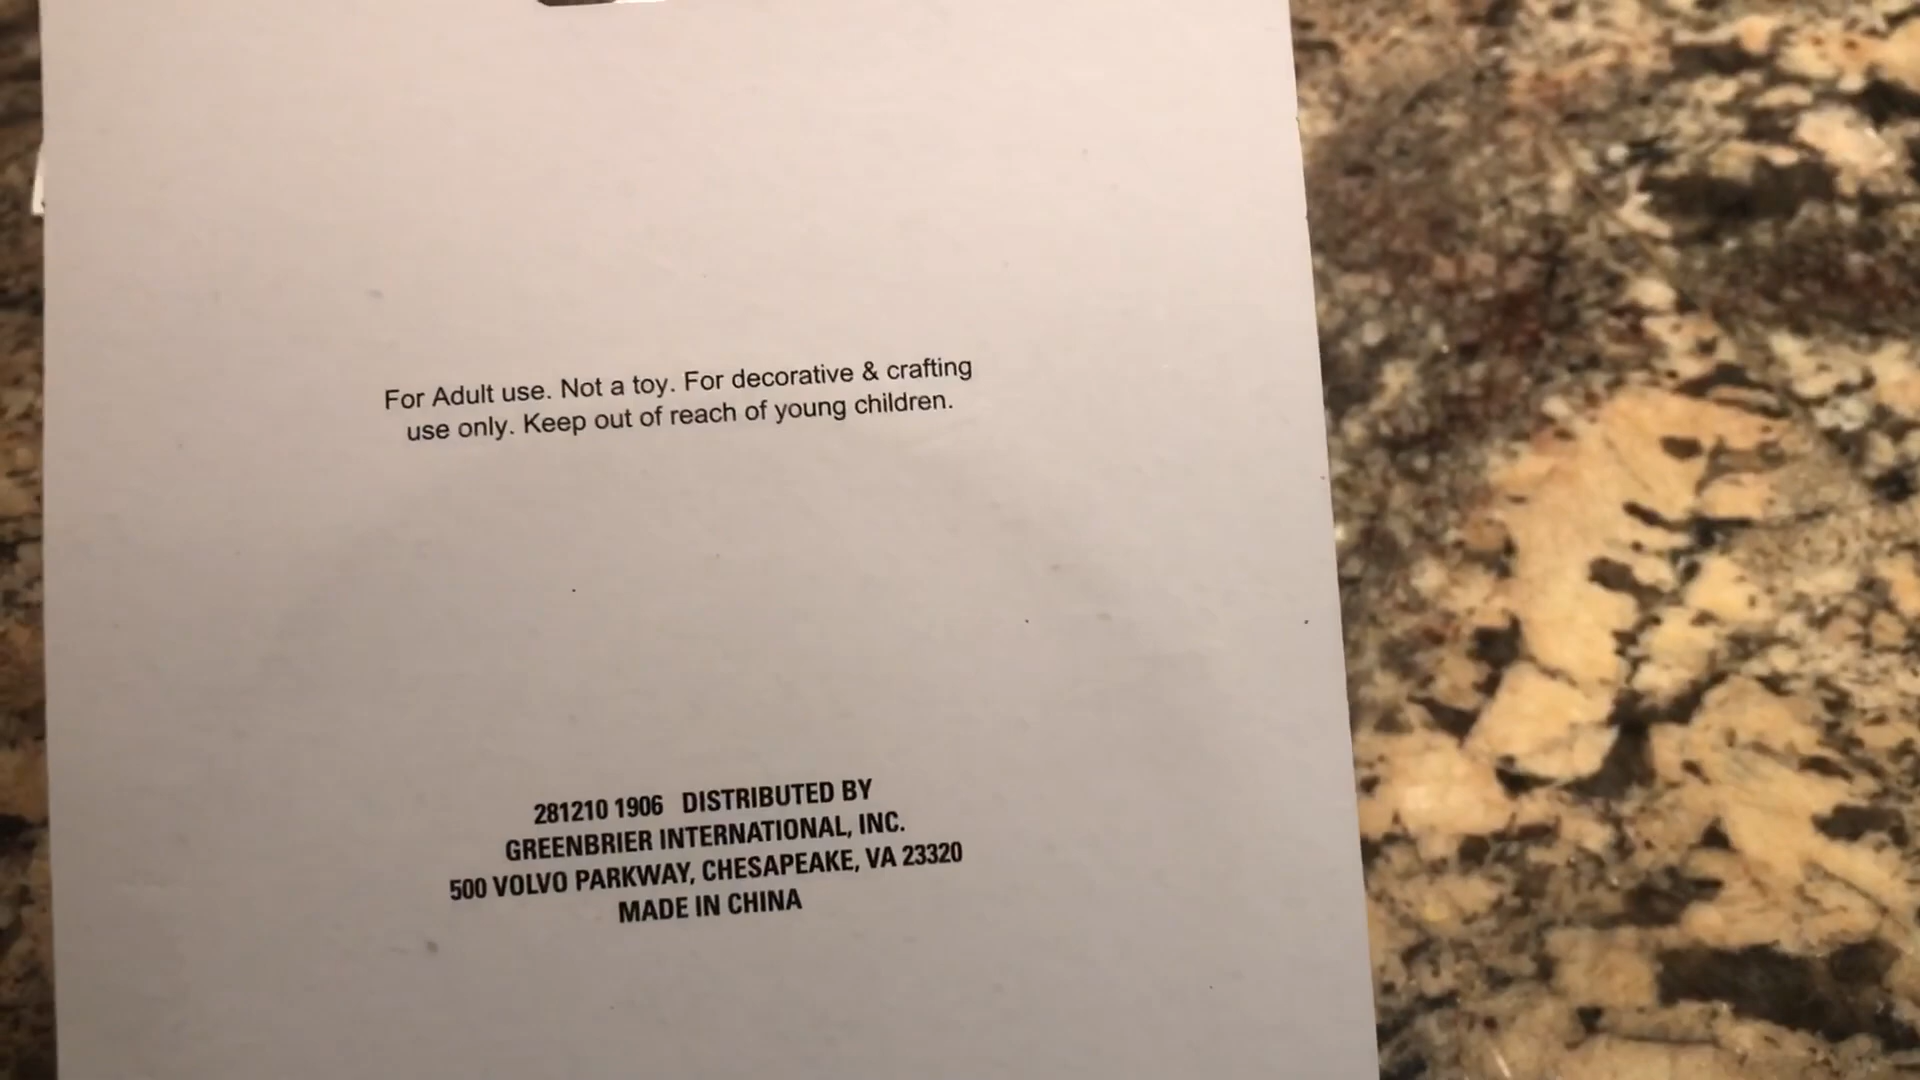 For Adult use. Not a toy. For decorative & crafting
use only. Keep out of reach of young children.
281210 1906 DISTRIBUTED BY
GREENBRIER INTERNATIONAL, INC.
500 VOLVO PARKWAY, CHESAPEAKE, VA 23320
MADE IN CHINA